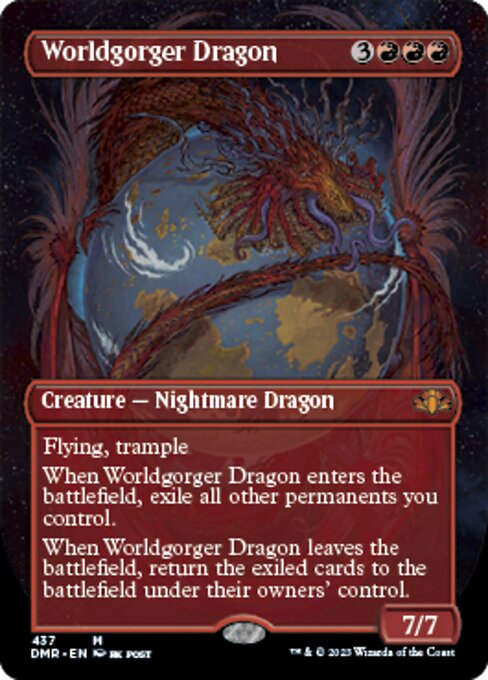 Worldgorger Dragon 3
Creature — Nightmare Dragon
Flying, trample
When Worldgorger Dragon enters the
battlefield, exile all other permanents you
control.
When Worldgorger Dragon leaves the
battlefield, return the exiled cards to the
battlefield under their owners' control.
7/7
437 M
DMR • EN RK POST
™ & © 2023 Wizards of the Coast